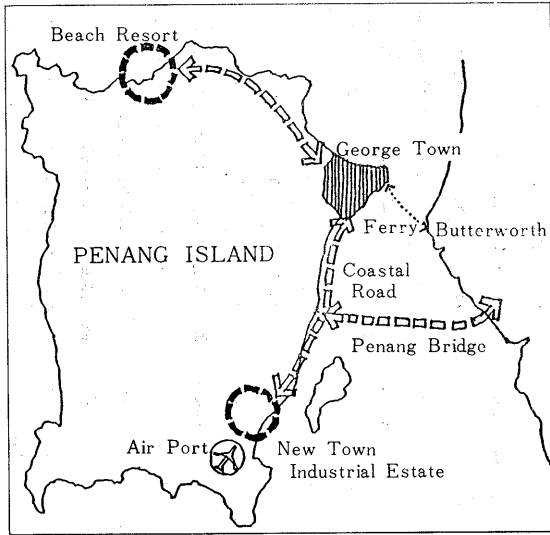 Beach Resort
George Town
Ferry
Butterworth
PENANG ISLAND
Coastal
Road
Penang Bridge
Air Port
New Town
Industrial Estate